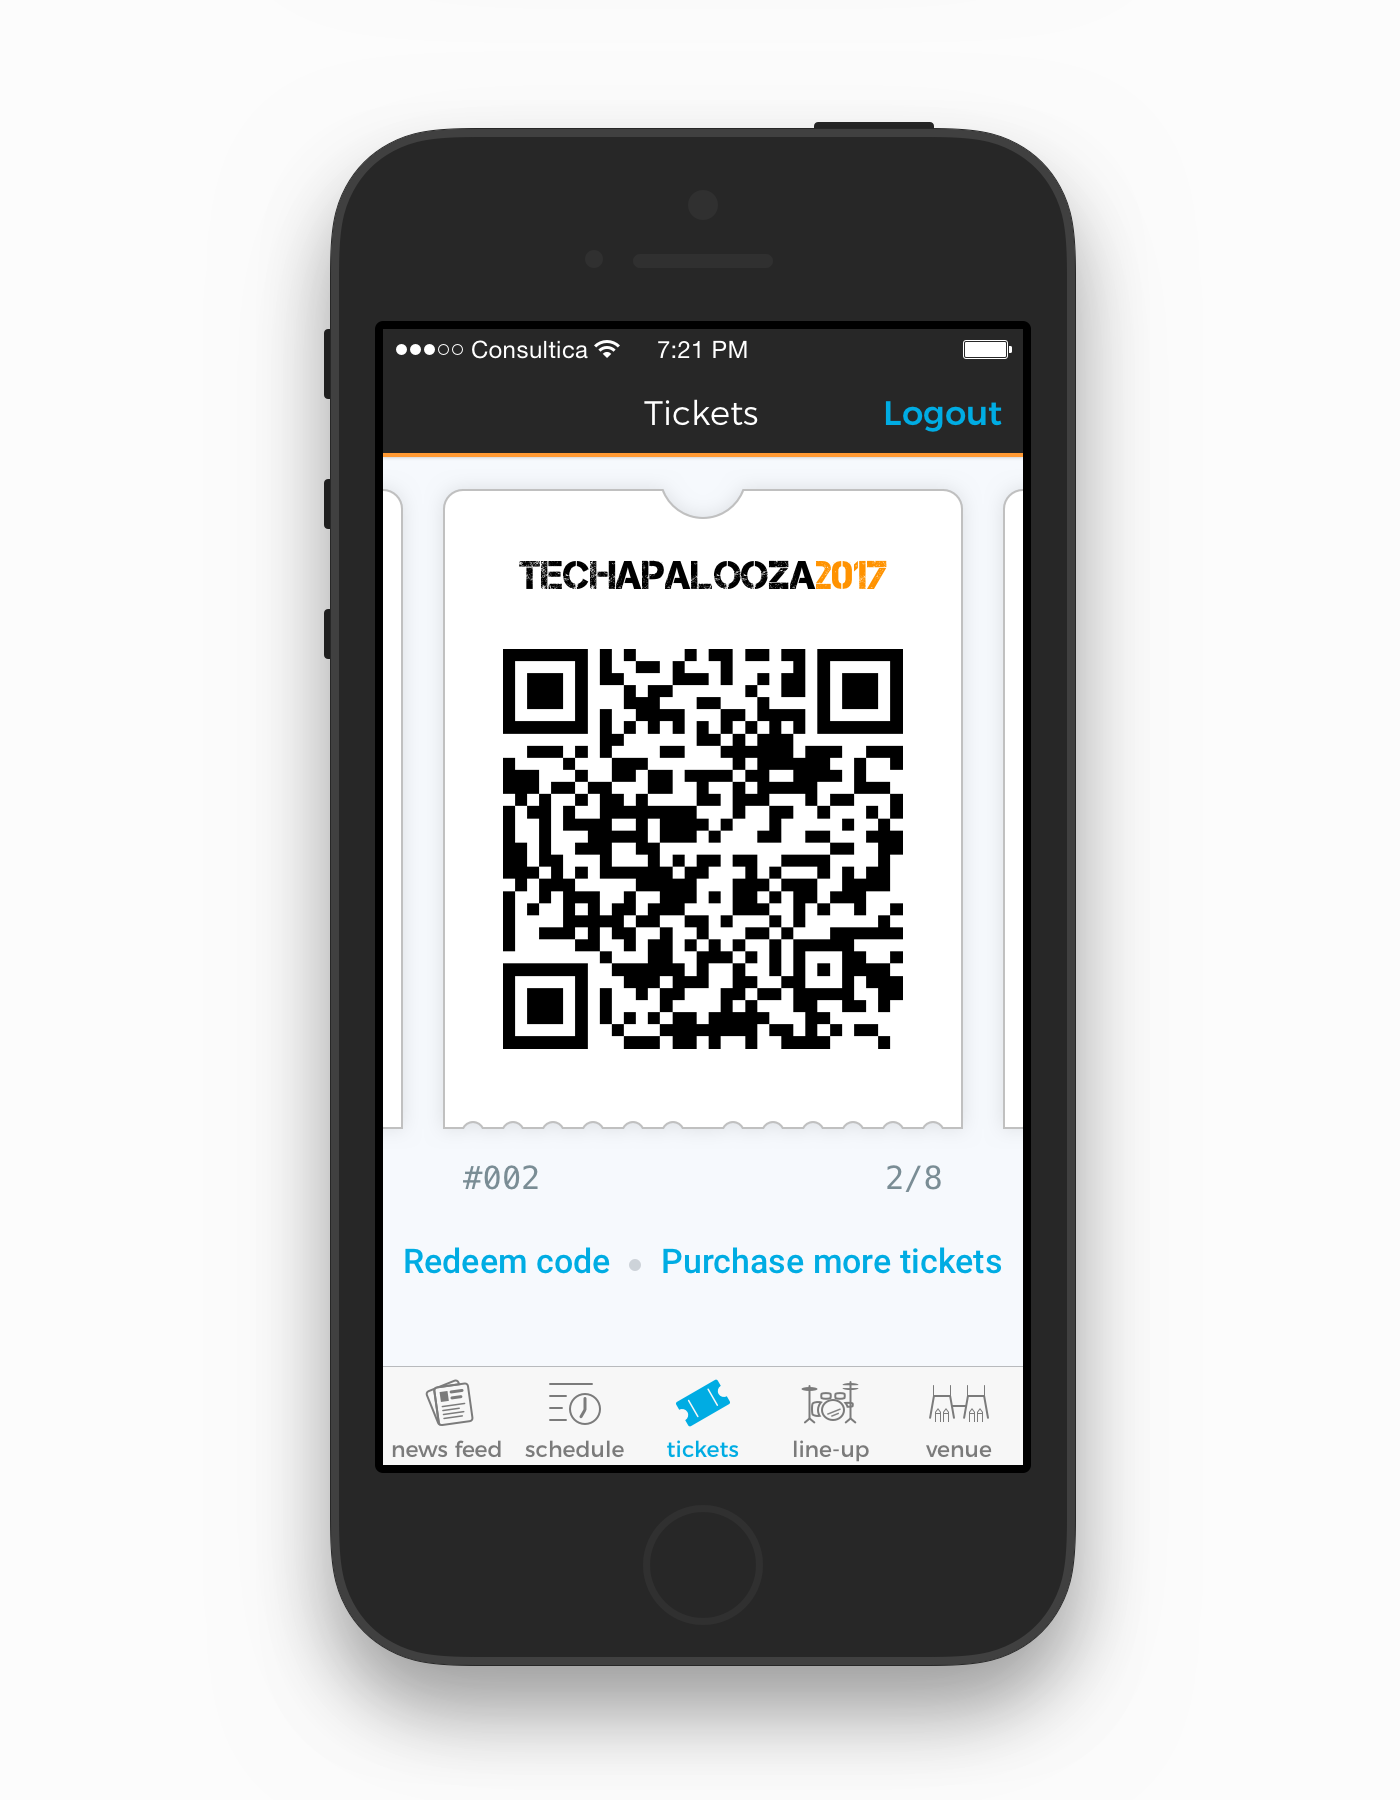 Consultica 7:21 PM
Tickets Logout
TECHAPALOOZA2017
#002 2/8
Redeem code • Purchase more tickets
news feed schedule tickets line-up venue